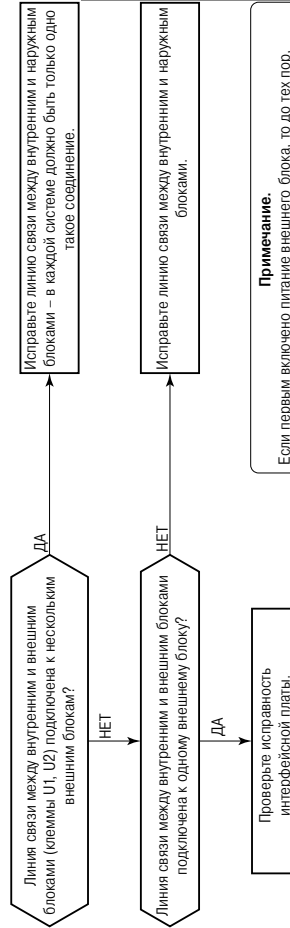 Линия связи между внутренним и внешним
блоками (клеммы U1, U2) подключена к нескольким
внешним блокам?
ДА
Исправьте линию связи между внутренним и наружным
блоками – в каждой системе должно быть только одно
такое соединение.
НЕТ
Линия связи между внутренним и внешним блоками
подключена к одному внешнему блоку?
НЕТ
Исправьте линию связи между внутренним и наружным
блоками.
ДА
Проверьте исправность
интерфейсной платы.
Примечание.
Если первым включено питание внешнего блока, то до тех пор,